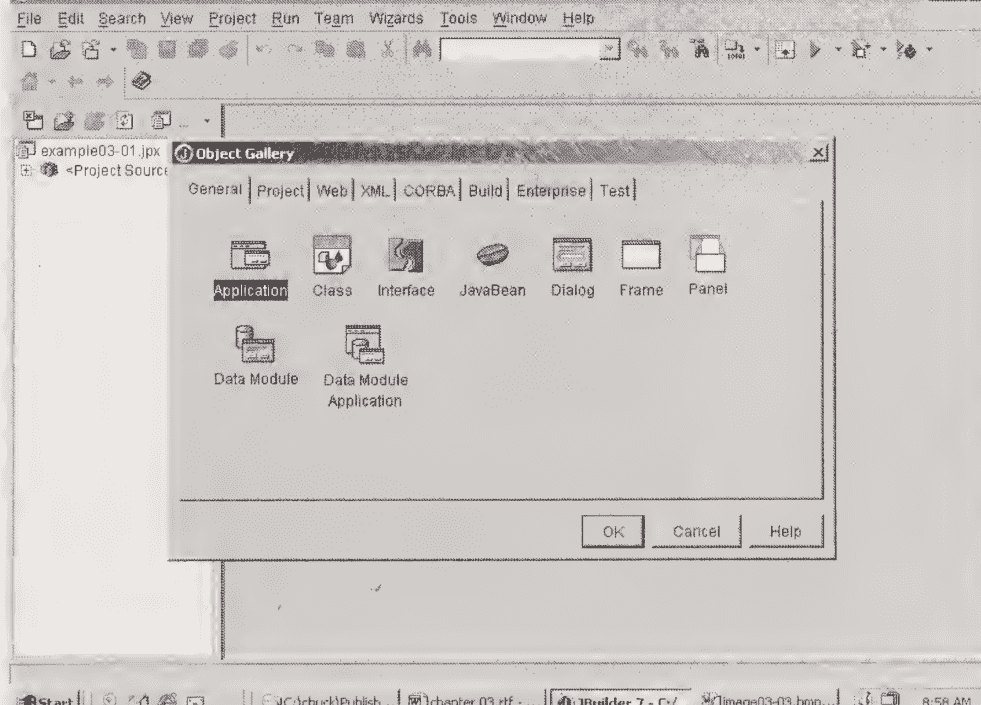 File Edit Search View Project Run Team Wizards Tools Window Help
example03-01.jpx
<Project Source
Object Gallery
General Project Web XML CORBA Build Enterprise Test
Application Class Interface JavaBean Dialog Frame Panel
Data Module Data Module
Application
OK Cancel Help
Start C:\chuck\Publish... chapter 03.rtf - ... JBuilder 7 - C:/ image03-03.bmp... 8:58 AM